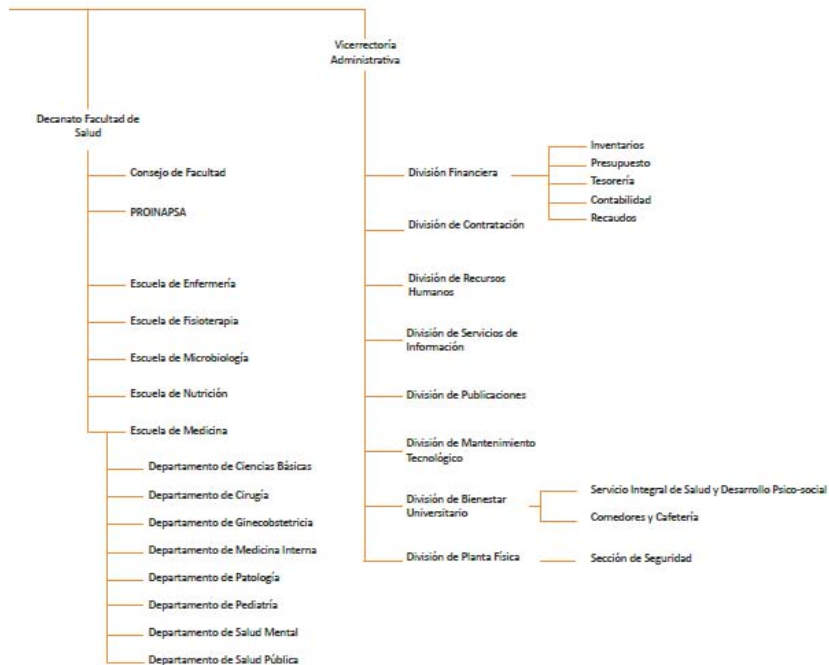 Vicerrectoría
Administrativa
Decanato Facultad de
Salud
Consejo de Facultad
PROINAPSA
Escuela de Enfermería
Escuela de Fisioterapia
Escuela de Microbiología
Escuela de Nutrición
Escuela de Medicina
Departamento de Ciencias Básicas
Departamento de Cirugía
Departamento de Ginecobstetricia
Departamento de Medicina Interna
Departamento de Patología
Departamento de Pediatría
Departamento de Salud Mental
Departamento de Salud Pública
División Financiera
Inventarios
Presupuesto
Tesorería
Contabilidad
Recaudos
División de Contratación
División de Recursos
Humanos
División de Servicios de
Información
División de Publicaciones
División de Mantenimiento
Tecnológico
División de Bienestar
Universitario
Servicio Integral de Salud y Desarrollo Psico-social
Comedores y Cafetería
División de Planta Física
Sección de Seguridad